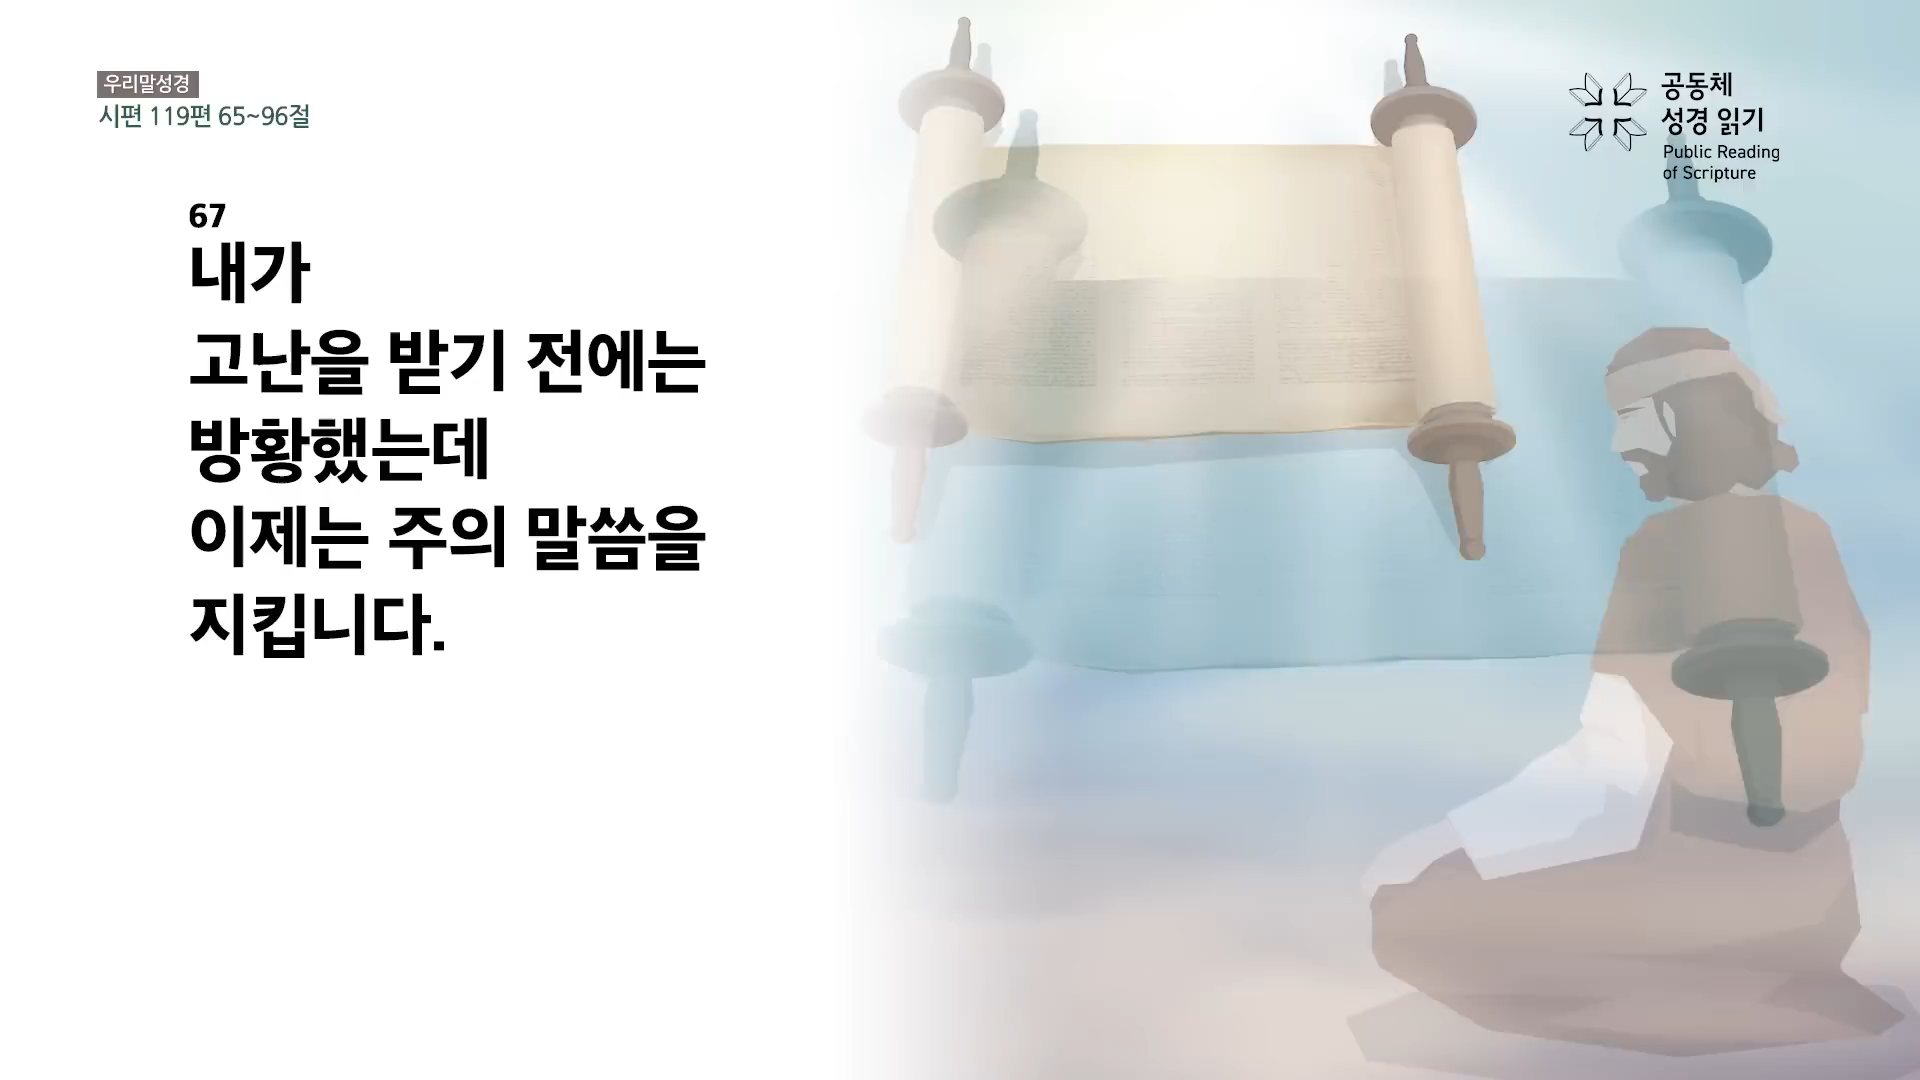 우리말성경
시편 119편 65~96절
공동체
성경 읽기
Public Reading
of Scripture
67
내가
고난을 받기 전에는
방황했는데
이제는 주의 말씀을
지킵니다.